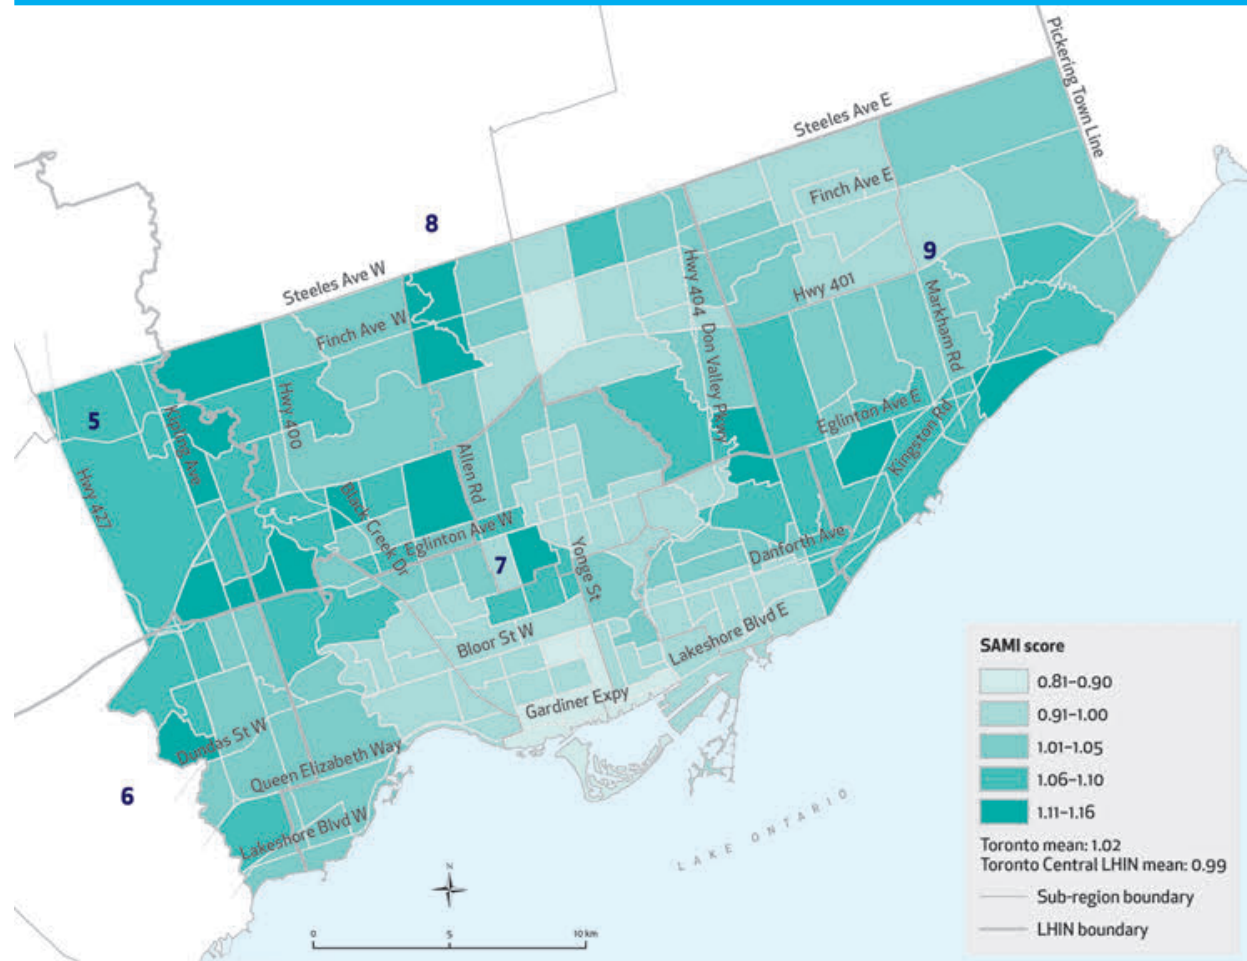 Pickering Town Line
Steeles Ave E
Finch Ave E
8
9
Steeles Ave W
Hwy 404
Hwy 401
Finch Ave W
Markham Rd
Don Valley Pkwy
5
Kipling Ave
Hwy 400
Eglinton Ave E
Kingston Rd
Hwy 427
Allen Rd
Black Creek Dr
Eglinton Ave W
Danforth Ave
7
Yonge St
Bloor St W
Lakeshore Blvd E
Gardiner Expy
Dundas St W
Queen Elizabeth Way
6
Lakeshore Blvd W
LAKE ONTARIO
N
0 5 10 km
SAMI score
0.81–0.90
0.91–1.00
1.01–1.05
1.06–1.10
1.11–1.16
Toronto mean: 1.02
Toronto Central LHIN mean: 0.99
Sub-region boundary
LHIN boundary